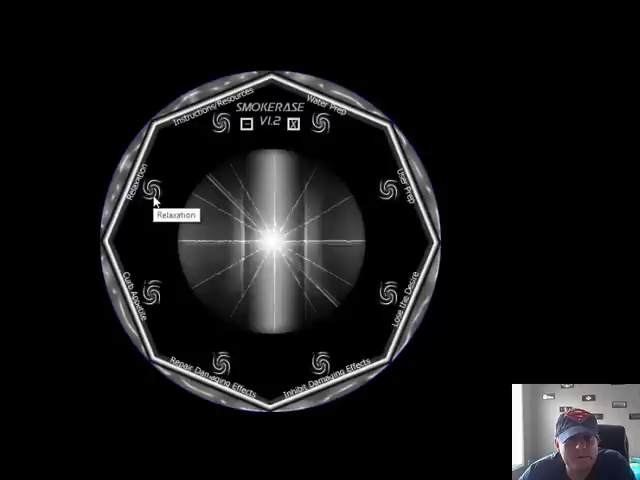 Instructions/Resources
SMOKERASE
V1.2
Water Prep
Relaxation
Relaxation
User Prep
Curb Appetite
Lose the Desire
Repair Damaging Effects
Inhibit Damaging Effects